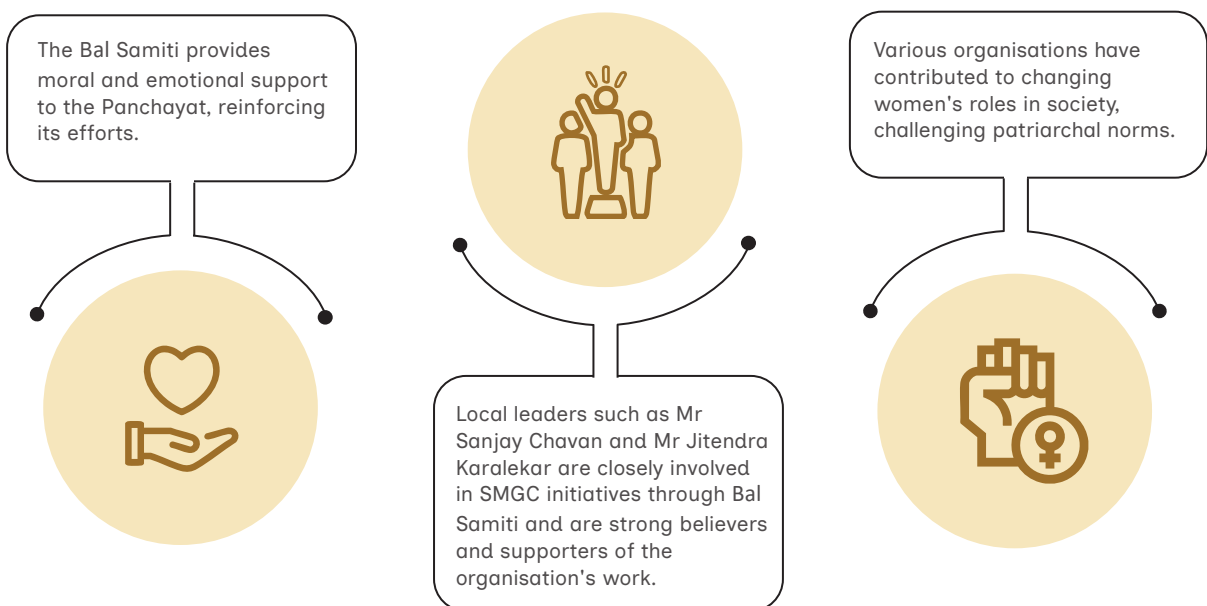 The Bal Samiti provides
moral and emotional support
to the Panchayat, reinforcing
its efforts.
Local leaders such as Mr
Sanjay Chavan and Mr Jitendra
Karalekar are closely involved
in SMGC initiatives through Bal
Samiti and are strong believers
and supporters of the
organisation's work.
Various organisations have
contributed to changing
women's roles in society,
challenging patriarchal norms.